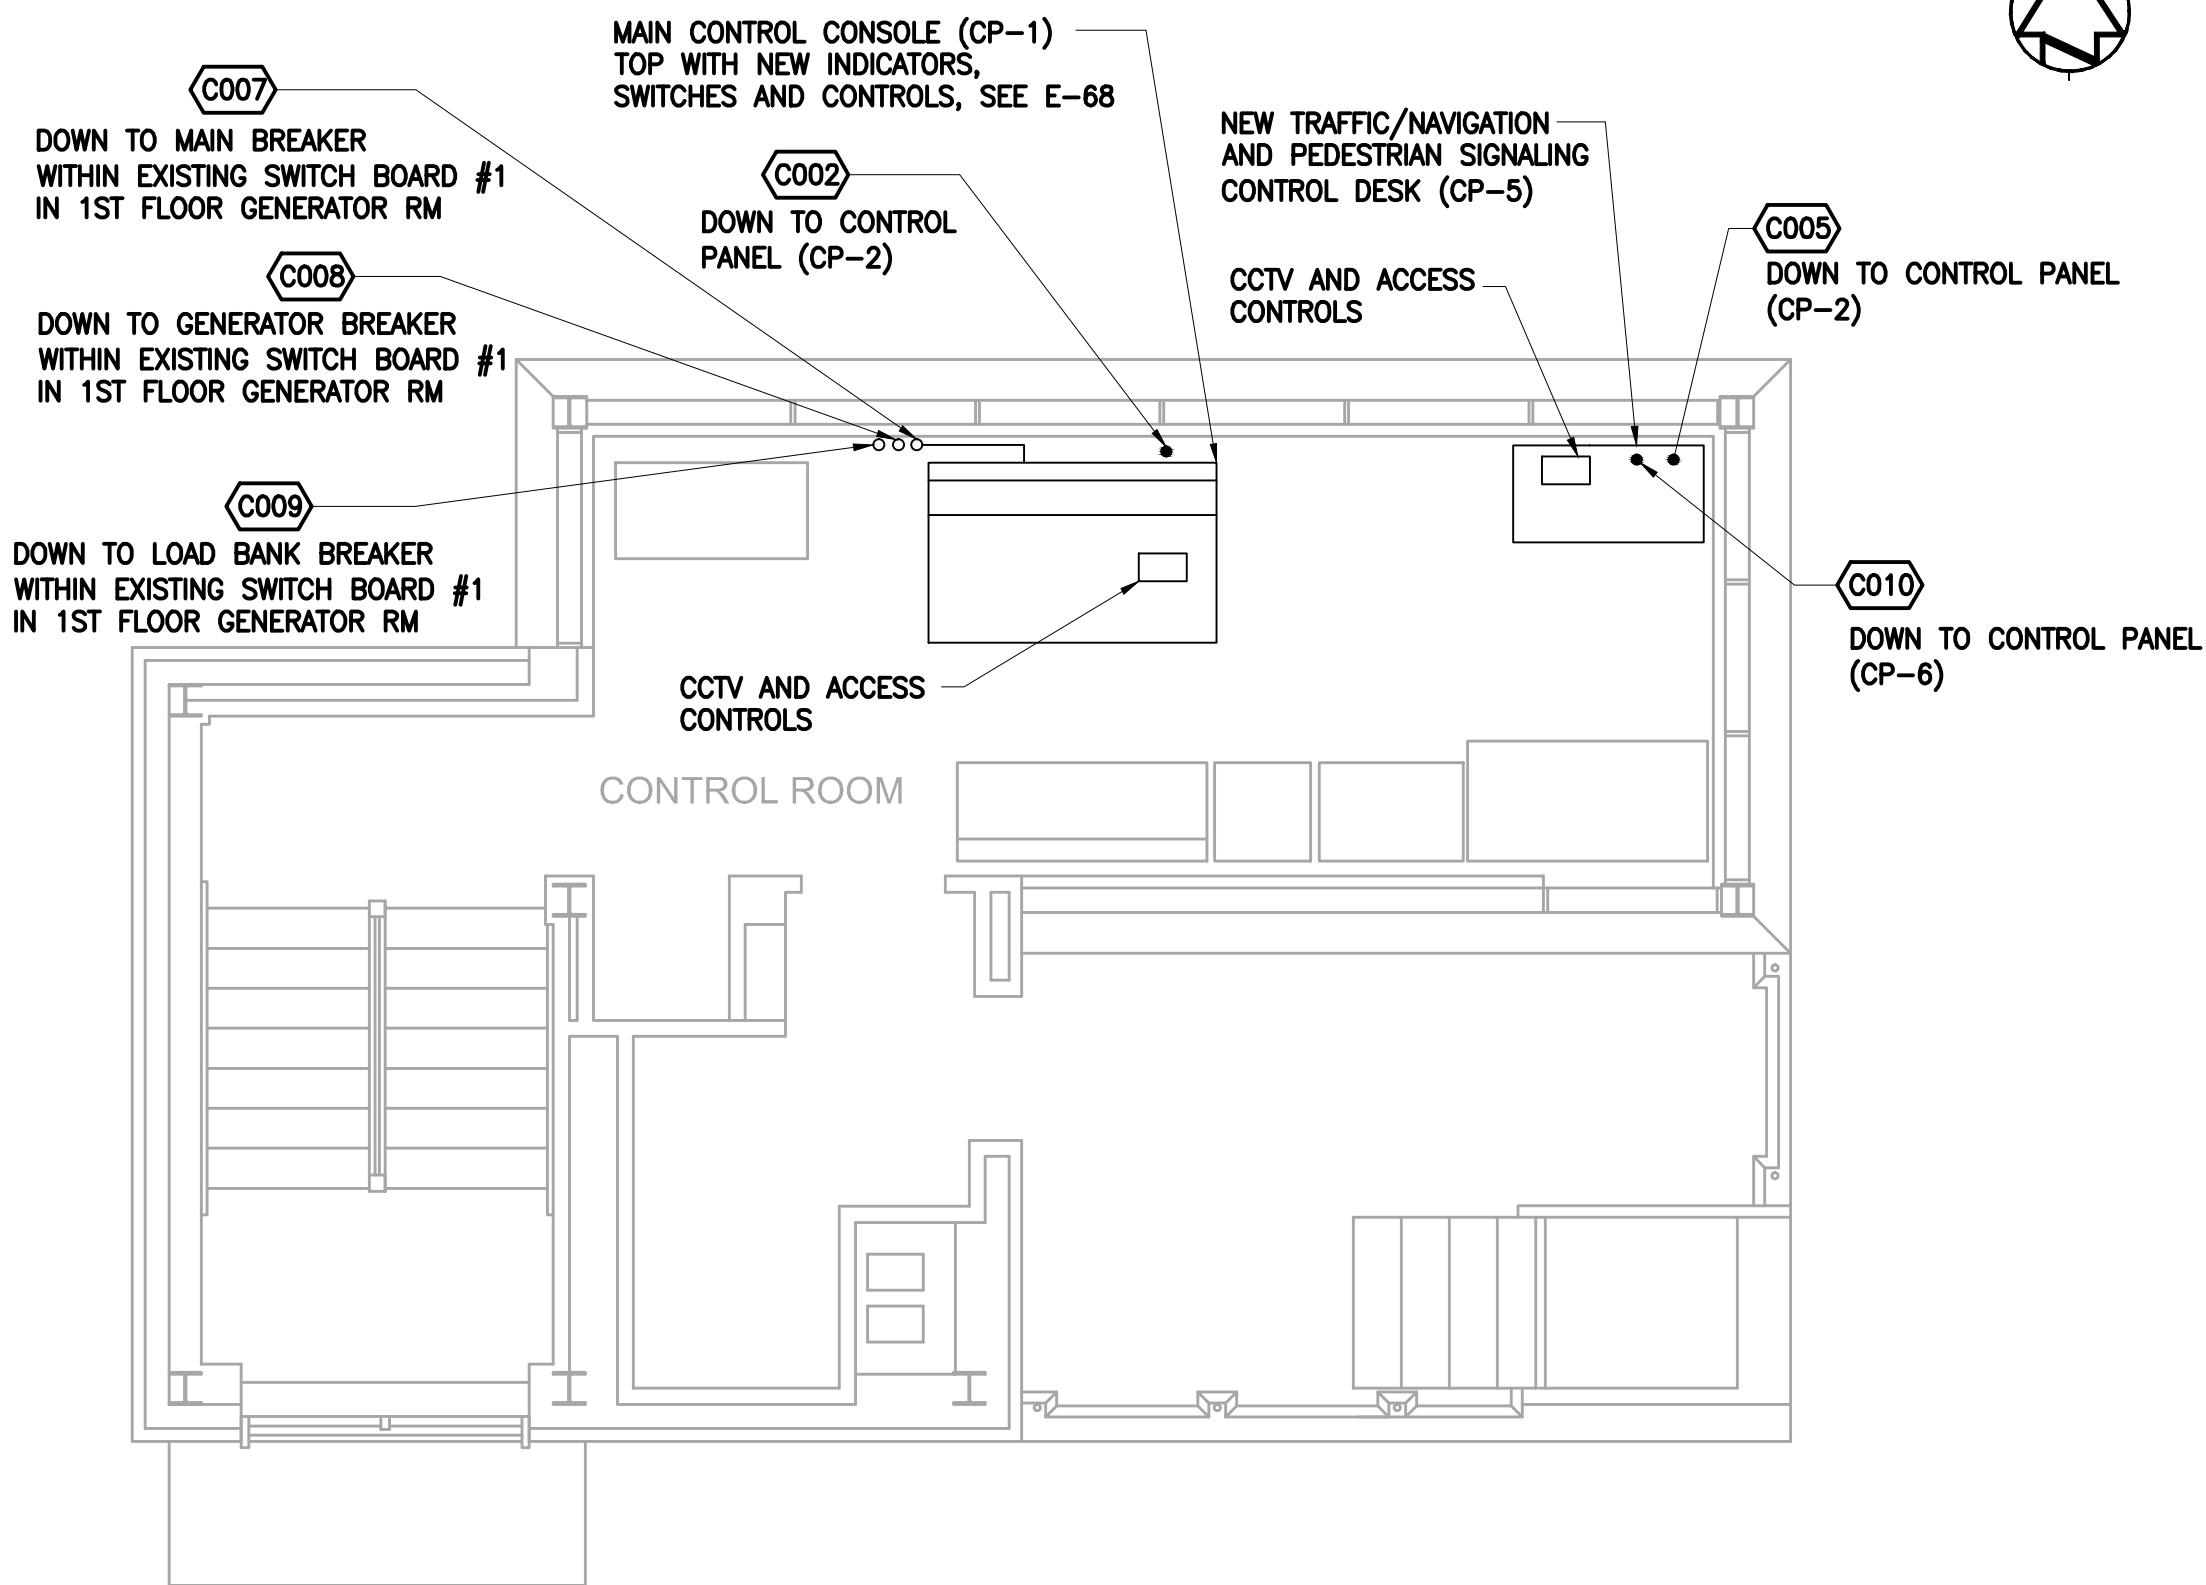 MAIN CONTROL CONSOLE (CP-1)
TOP WITH NEW INDICATORS,
SWITCHES AND CONTROLS, SEE E-68
C007
DOWN TO MAIN BREAKER
WITHIN EXISTING SWITCH BOARD #1
IN 1ST FLOOR GENERATOR RM
C002
DOWN TO CONTROL
PANEL (CP-2)
NEW TRAFFIC/NAVIGATION
AND PEDESTRIAN SIGNALING
CONTROL DESK (CP-5)
C005
DOWN TO CONTROL PANEL
(CP-2)
C008
DOWN TO GENERATOR BREAKER
WITHIN EXISTING SWITCH BOARD #1
IN 1ST FLOOR GENERATOR RM
CCTV AND ACCESS
CONTROLS
C009
DOWN TO LOAD BANK BREAKER
WITHIN EXISTING SWITCH BOARD #1
IN 1ST FLOOR GENERATOR RM
C010
DOWN TO CONTROL PANEL
(CP-6)
CCTV AND ACCESS
CONTROLS
CONTROL ROOM
N